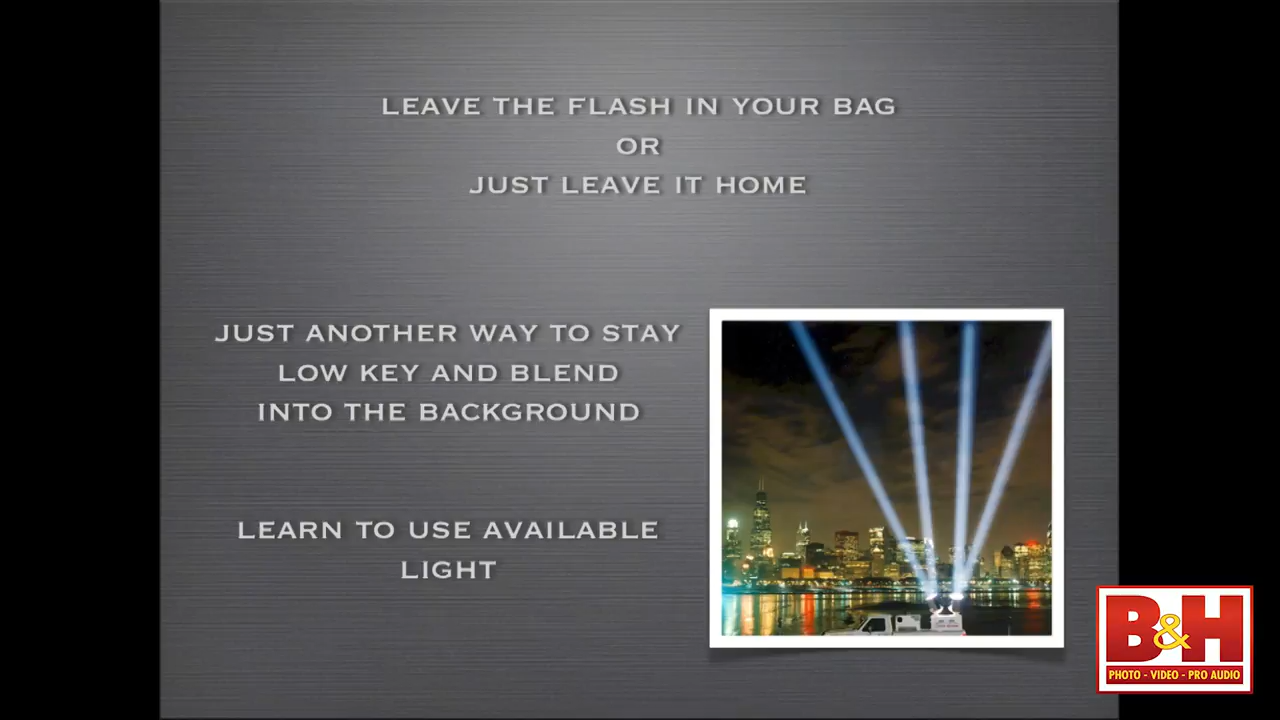 LEAVE THE FLASH IN YOUR BAG
OR
JUST LEAVE IT HOME
JUST ANOTHER WAY TO STAY
LOW KEY AND BLEND
INTO THE BACKGROUND
LEARN TO USE AVAILABLE
LIGHT
B&H
PHOTO - VIDEO - PRO AUDIO